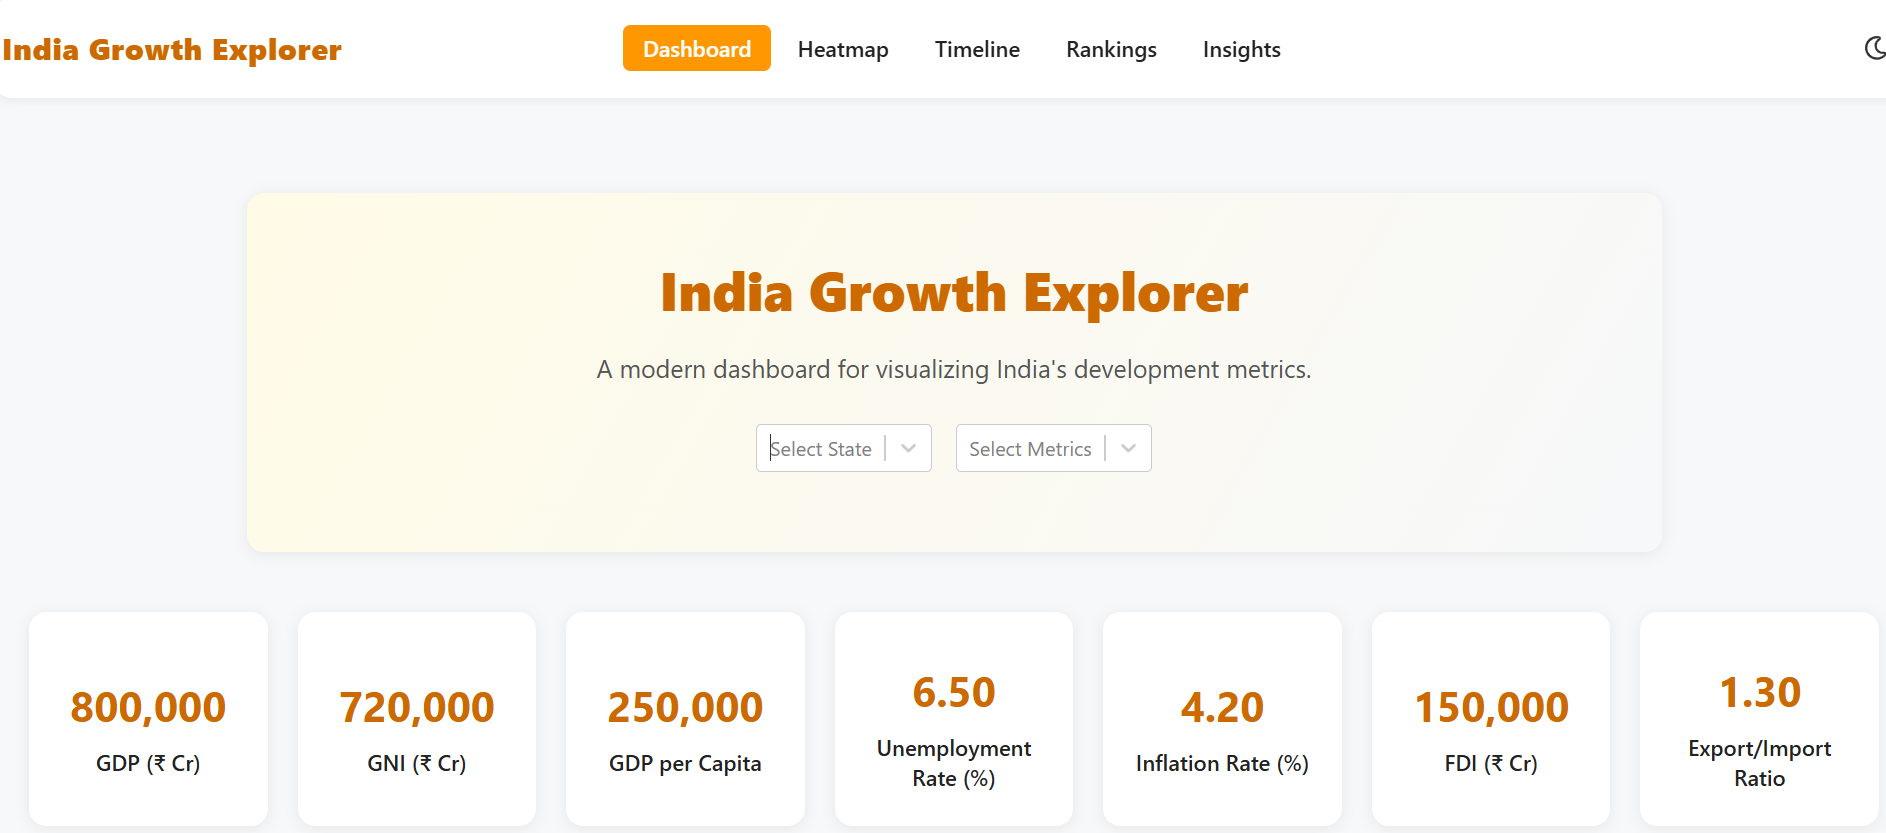 India Growth Explorer
Dashboard
Heatmap
Timeline
Rankings
Insights
India Growth Explorer
A modern dashboard for visualizing India's development metrics.
Select State
Select Metrics
800,000
GDP (₹ Cr)
720,000
GNI (₹ Cr)
250,000
GDP per Capita
6.50
Unemployment
Rate (%)
4.20
Inflation Rate (%)
150,000
FDI (₹ Cr)
1.30
Export/Import
Ratio